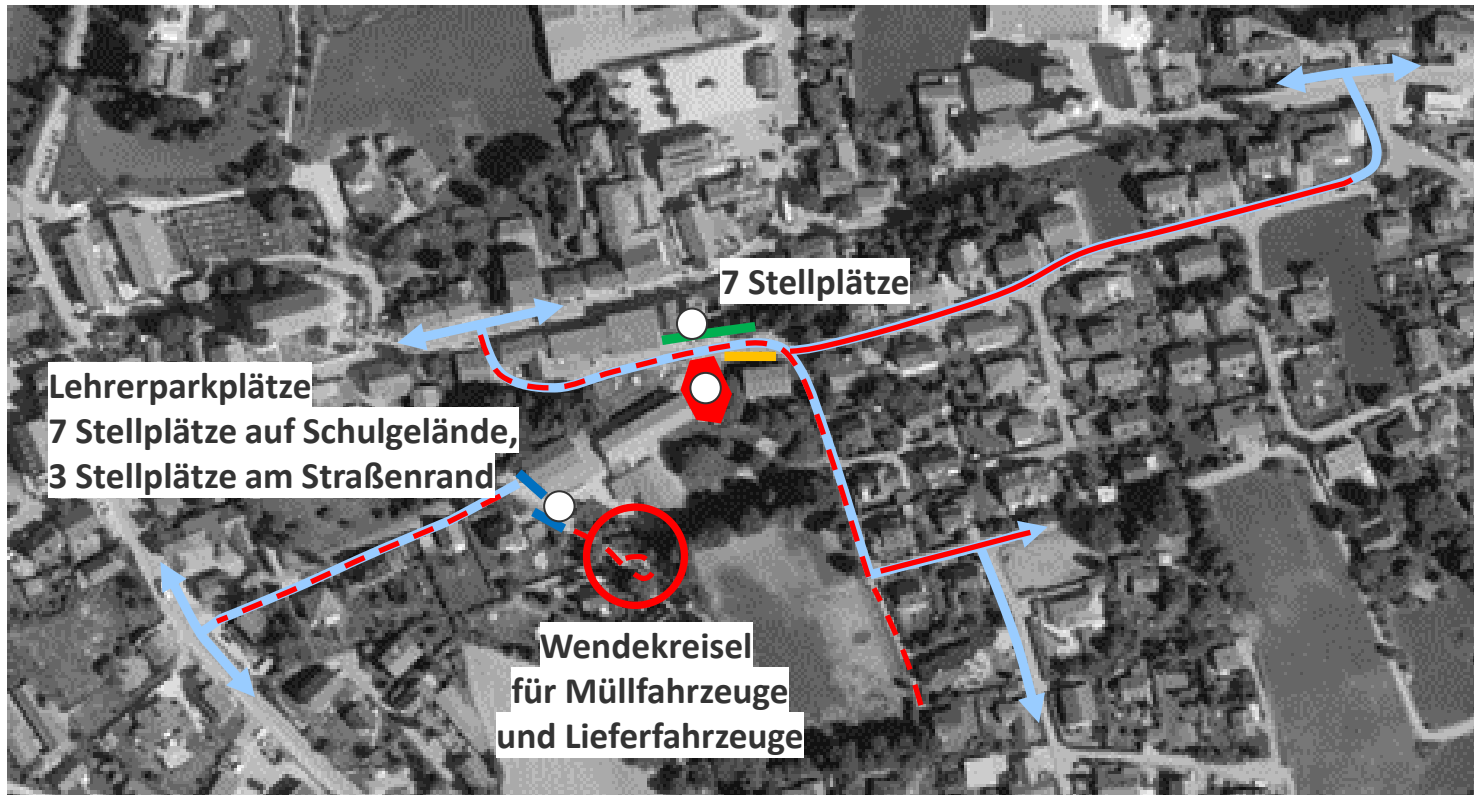 7 Stellplätze
Lehrerparkplätze
7 Stellplätze auf Schulgelände,
3 Stellplätze am Straßenrand
Wendekreisel
für Müllfahrzeuge
und Lieferfahrzeuge